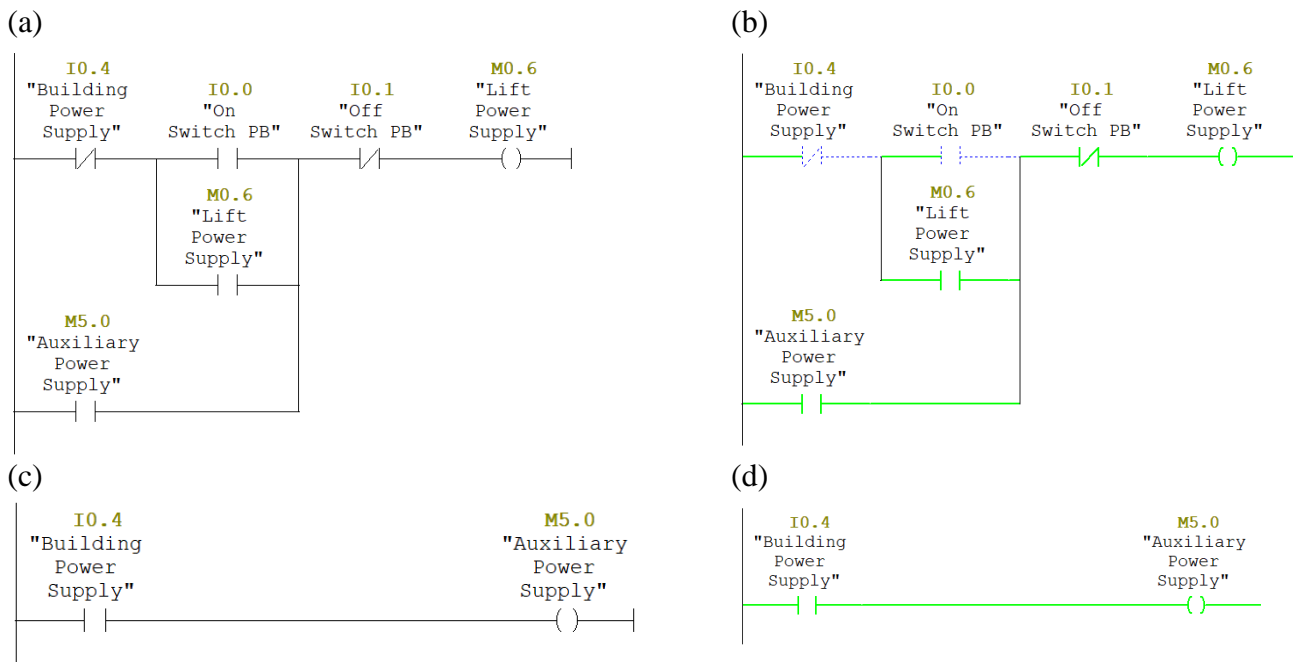 (a)
I0.4
"Building
Power
Supply"
I0.0
"On
Switch PB"
I0.1
"Off
Switch PB"
M0.6
"Lift
Power
Supply"
M0.6
"Lift
Power
Supply"
M5.0
"Auxiliary
Power
Supply"
(b)
I0.4
"Building
Power
Supply"
I0.0
"On
Switch PB"
I0.1
"Off
Switch PB"
M0.6
"Lift
Power
Supply"
M0.6
"Lift
Power
Supply"
M5.0
"Auxiliary
Power
Supply"
(c)
I0.4
"Building
Power
Supply"
M5.0
"Auxiliary
Power
Supply"
(d)
I0.4
"Building
Power
Supply"
M5.0
"Auxiliary
Power
Supply"